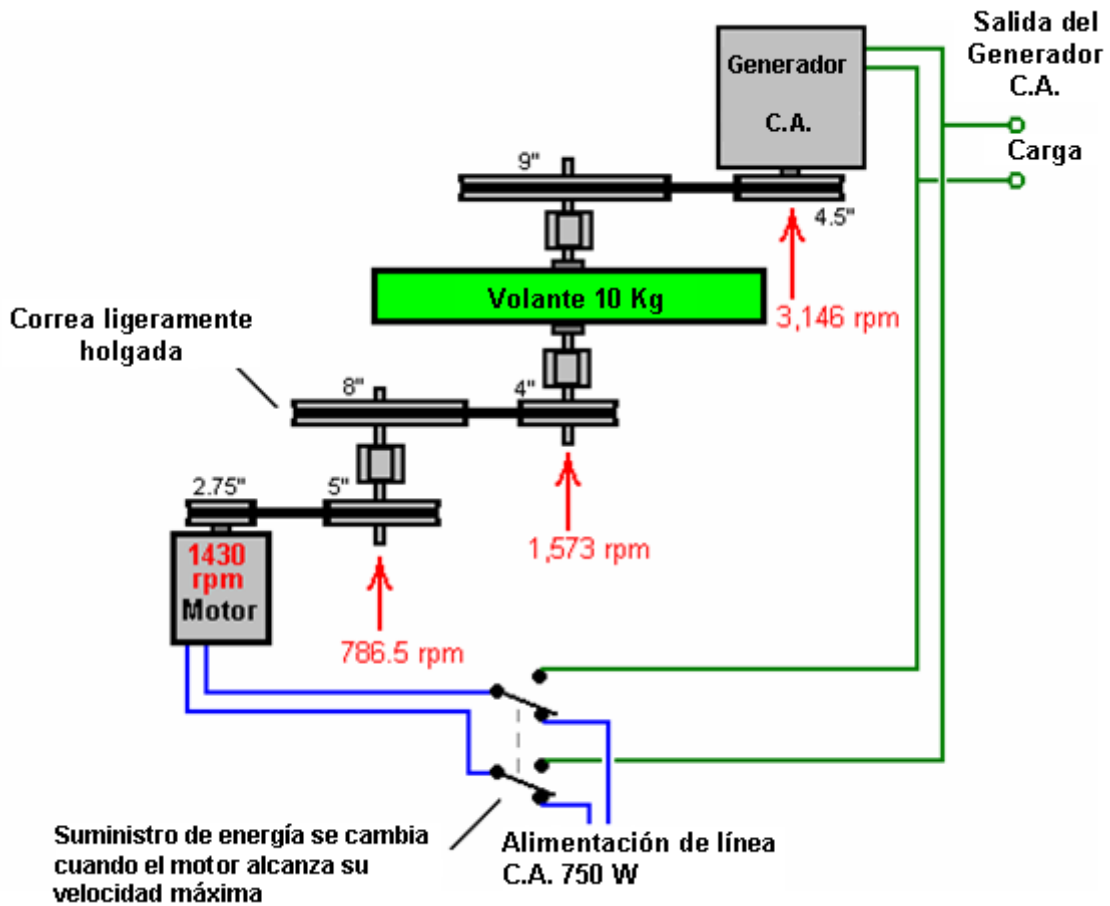 Salida del
Generador
C.A.
Carga
Generador
C.A.
9"
4.5"
3,146 rpm
Volante 10 Kg
Correa ligeramente
holgada
8"
4"
1,573 rpm
2.75"
5"
1430
rpm
Motor
786.5 rpm
Suministro de energía se cambia
cuando el motor alcanza su
velocidad máxima
Alimentación de línea
C.A. 750 W